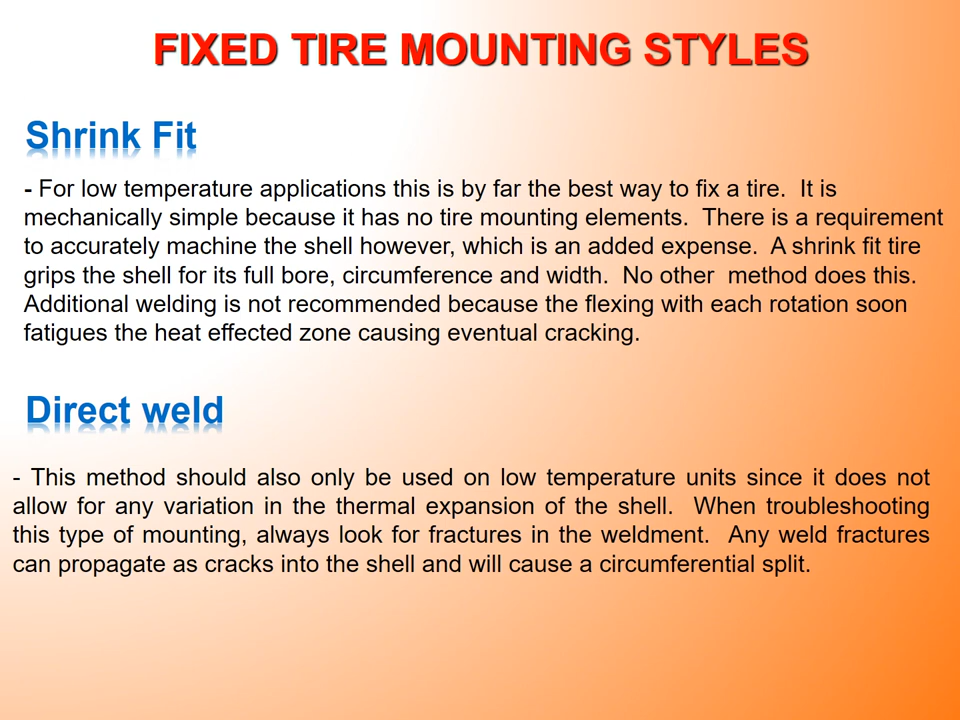 FIXED TIRE MOUNTING STYLES
Shrink Fit
- For low temperature applications this is by far the best way to fix a tire.  It is
mechanically simple because it has no tire mounting elements.  There is a requirement
to accurately machine the shell however, which is an added expense.  A shrink fit tire
grips the shell for its full bore, circumference and width.  No other  method does this.
Additional welding is not recommended because the flexing with each rotation soon
fatigues the heat effected zone causing eventual cracking.
Direct weld
- This method should also only be used on low temperature units since it does not
allow for any variation in the thermal expansion of the shell.  When troubleshooting
this type of mounting, always look for fractures in the weldment.  Any weld fractures
can propagate as cracks into the shell and will cause a circumferential split.